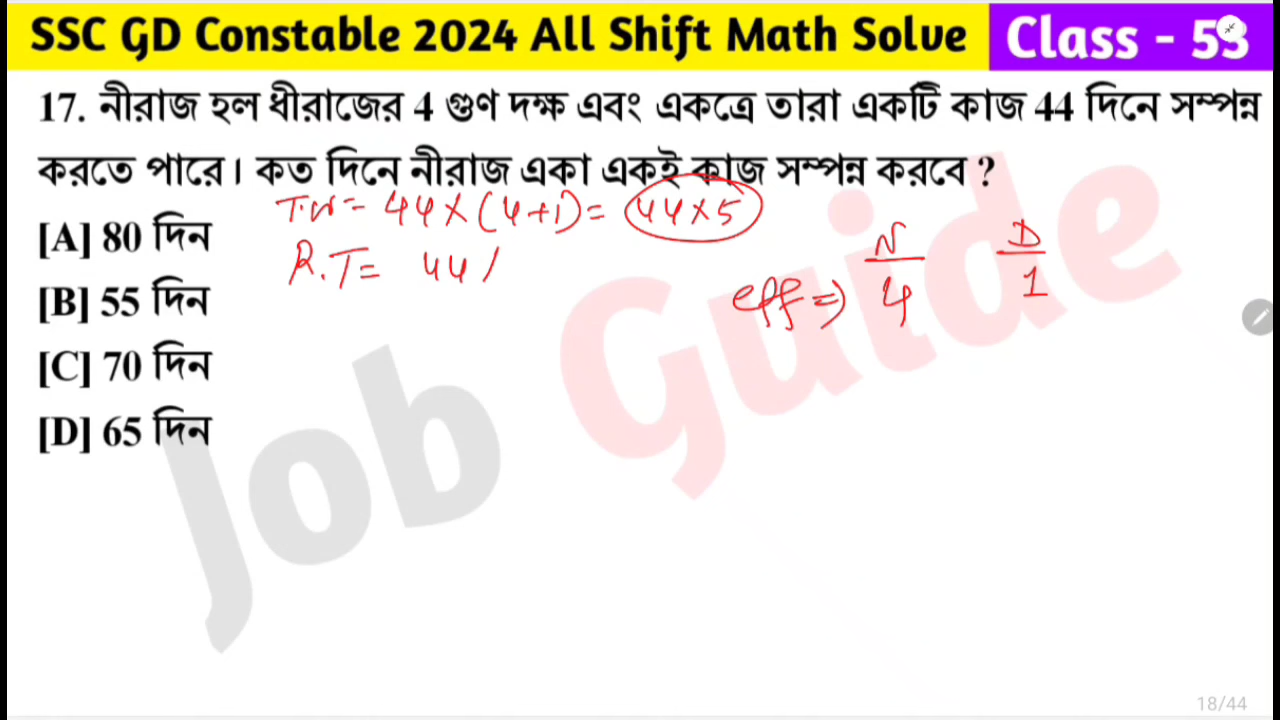 SSC GD Constable 2024 All Shift Math Solve
Class - 53
17. নীরাজ হল ধীরাজের 4 গুণ দক্ষ এবং একত্রে তারা একটি কাজ 44 দিনে সম্পন্ন
করতে পারে। কত দিনে নীরাজ একা একই কাজ সম্পন্ন করবে ?
T.W = 44 × (4+1) = 44×5
[A] 80 দিন
R.T = 44 /
N D
eff ⇒ 4 1
[B] 55 দিন
[C] 70 দিন
[D] 65 দিন
Job Guide
18/44